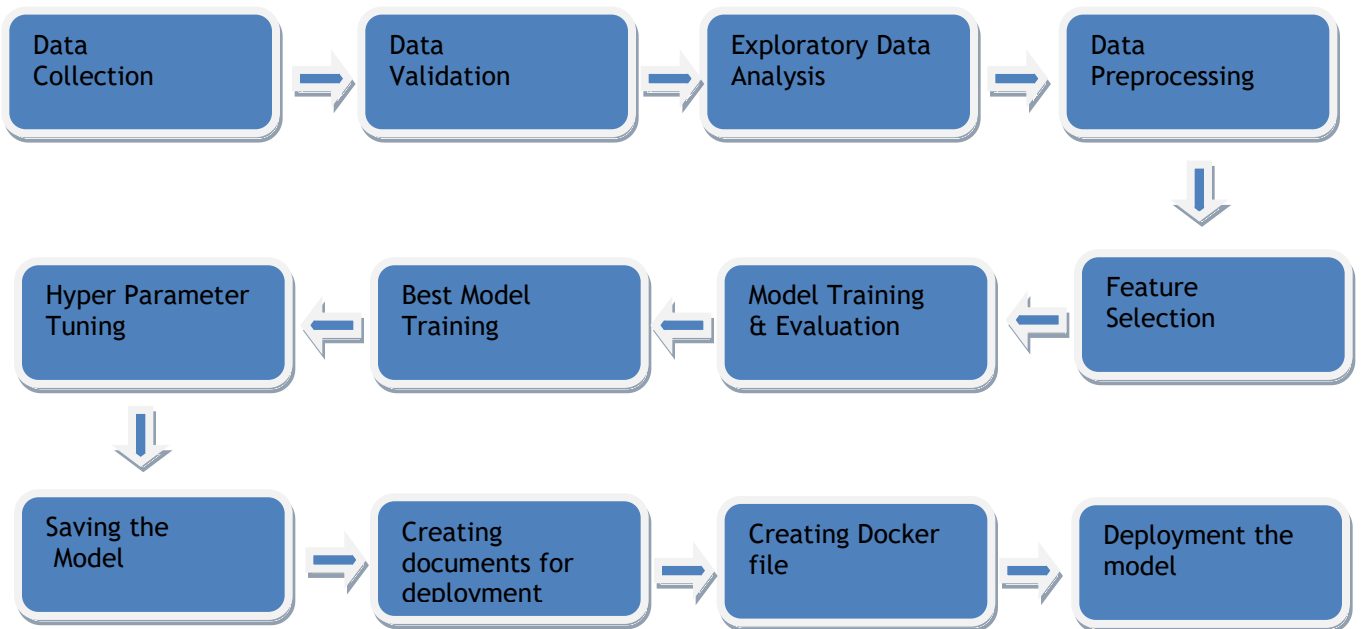 Data
Collection
Data
Validation
Exploratory Data
Analysis
Data
Preprocessing
Hyper Parameter
Tuning
Best Model
Training
Model Training
& Evaluation
Feature
Selection
Saving the
Model
Creating
documents for
deployment
Creating Docker
file
Deployment the
model